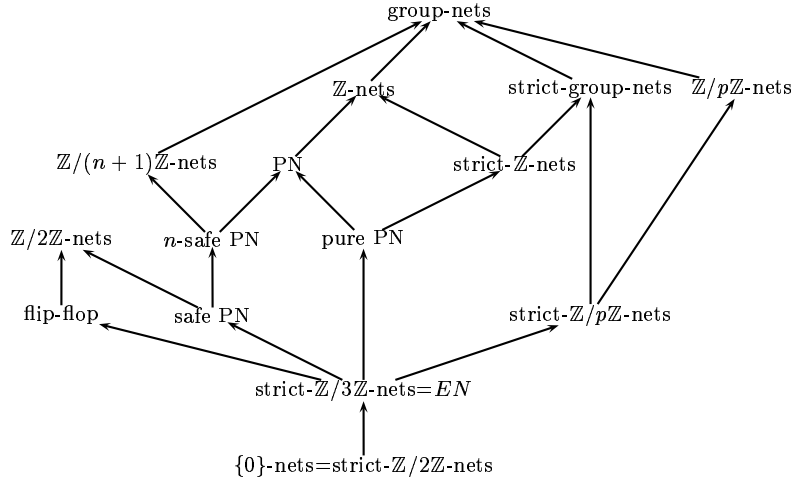 group-nets
ℤ-nets strict-group-nets ℤ/pℤ-nets
ℤ/(n + 1)ℤ-nets PN strict-ℤ-nets
ℤ/2ℤ-nets n-safe PN pure PN
flip-flop safe PN strict-ℤ/pℤ-nets
strict-ℤ/3ℤ-nets=EN
{0}-nets=strict-ℤ/2ℤ-nets